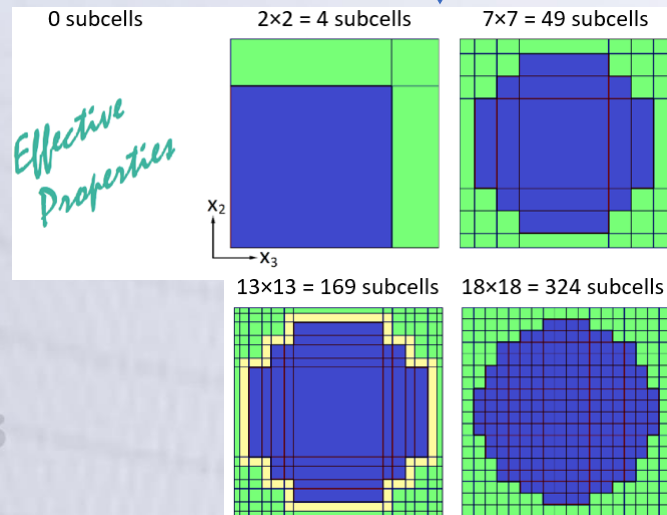 0 subcells
2×2 = 4 subcells
7×7 = 49 subcells
Effective
Properties
x2
x3
13×13 = 169 subcells
18×18 = 324 subcells